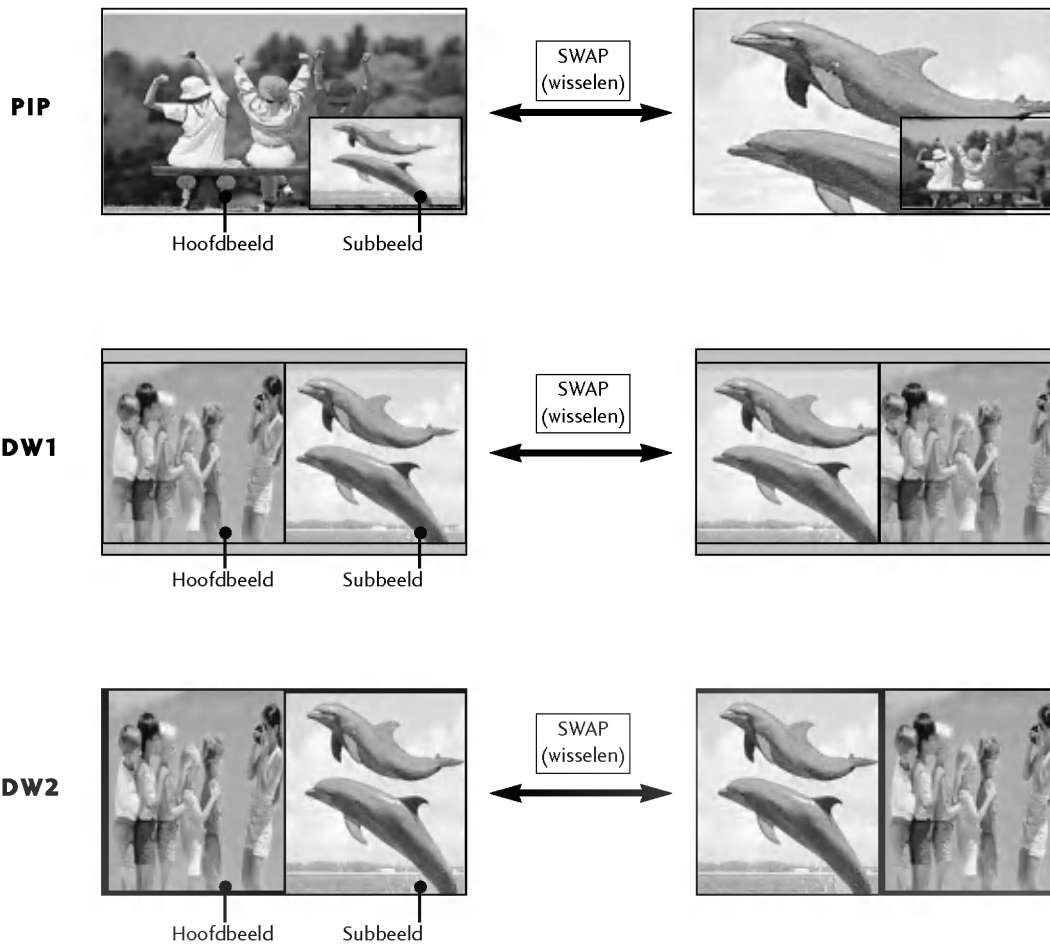 PIP
SWAP
(wisselen)
Hoofdbeeld
Subbeeld
DW1
SWAP
(wisselen)
Hoofdbeeld
Subbeeld
DW2
SWAP
(wisselen)
Hoofdbeeld
Subbeeld